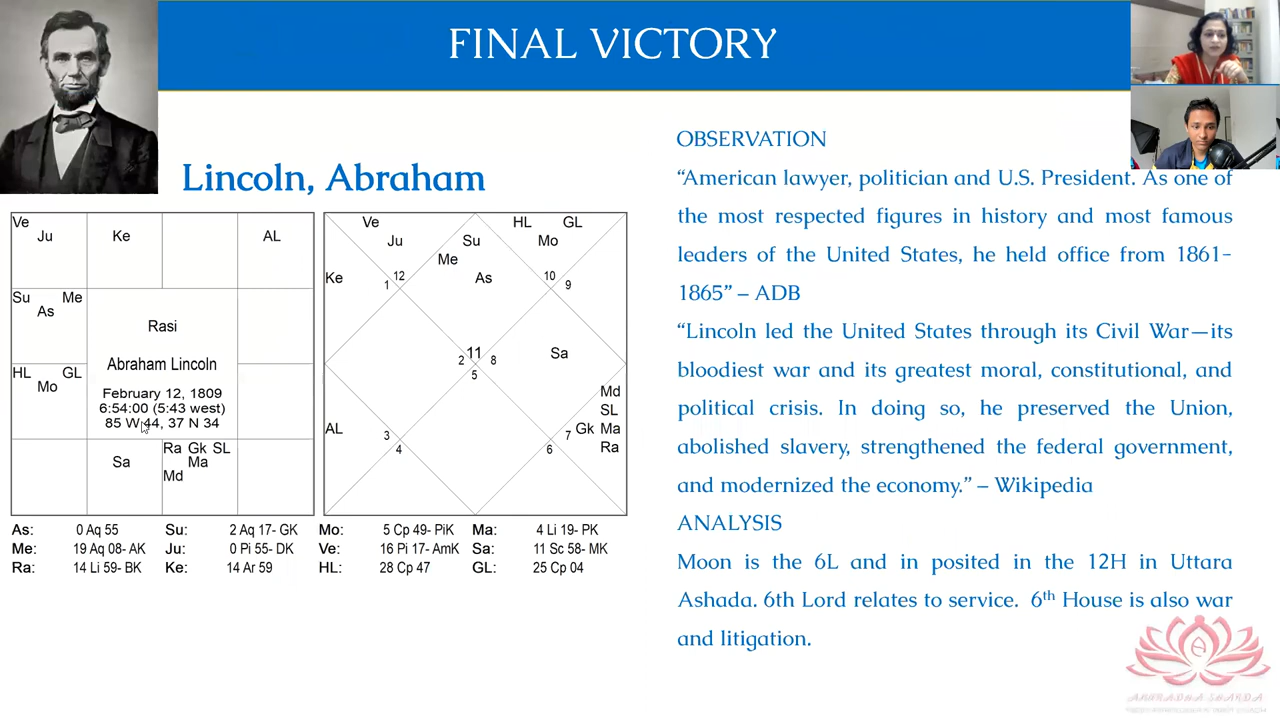 FINAL VICTORY
Lincoln, Abraham
Ve
Ju
Ke
AL
Su Me
As
Rasi
HL GL
Mo
Abraham Lincoln
February 12, 1809
6:54:00 (5:43 west)
85 W 44, 37 N 34
Sa
Ra Gk SL
Ma
Md
Ve
Ju
Su
Me
As
HL GL
Mo
Ke
1
12
10
9
2
11
8
5
Sa
AL
3
4
6
7
Md
SL
Gk Ma
Ra
As: 0 Aq 55 Su: 2 Aq 17- GK Mo: 5 Cp 49- PiK Ma: 4 Li 19- PK
Me: 19 Aq 08- AK Ju: 0 Pi 55- DK Ve: 16 Pi 17- AmK Sa: 11 Sc 58- MK
Ra: 14 Li 59- BK Ke: 14 Ar 59 HL: 28 Cp 47 GL: 25 Cp 04
OBSERVATION
“American lawyer, politician and U.S. President. As one of
the most respected figures in history and most famous
leaders of the United States, he held office from 1861-
1865” – ADB
“Lincoln led the United States through its Civil War—its
bloodiest war and its greatest moral, constitutional, and
political crisis. In doing so, he preserved the Union,
abolished slavery, strengthened the federal government,
and modernized the economy.” – Wikipedia
ANALYSIS
Moon is the 6L and in posited in the 12H in Uttara
Ashada. 6th Lord relates to service. 6th House is also war
and litigation.
ANURADHA SHARDA